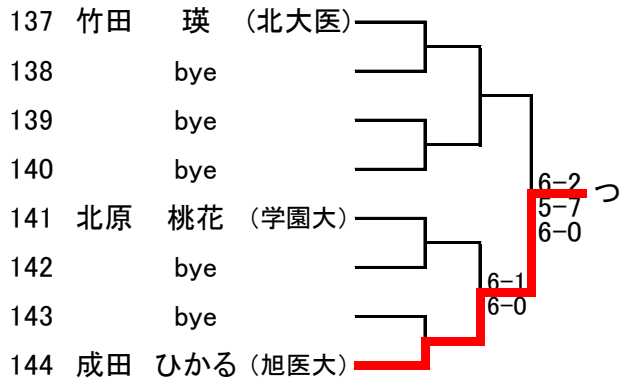 137 竹田 瑛 (北大医)
138 bye
139 bye
140 bye
6-2 つ
5-7
6-0
141 北原 桃花 (学園大)
142 bye
6-1
6-0
143 bye
144 成田 ひかる (旭医大)